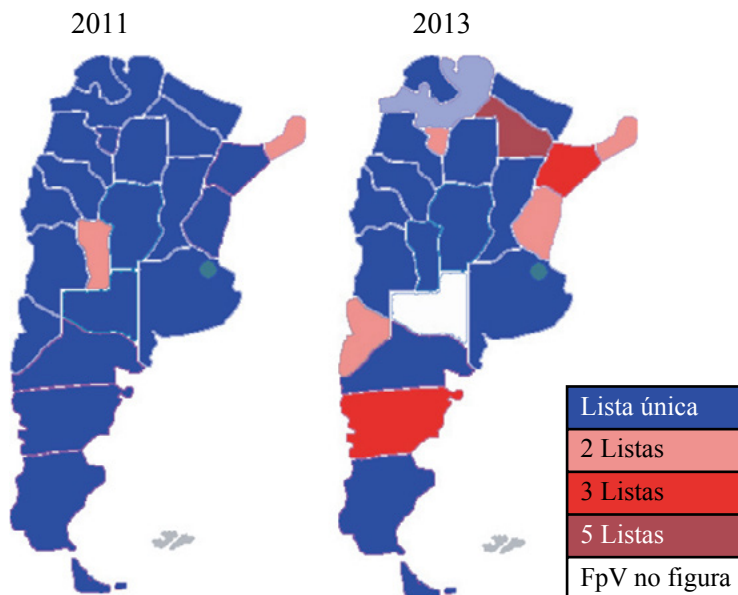 2011
2013
Lista única
2 Listas
3 Listas
5 Listas
FpV no figura